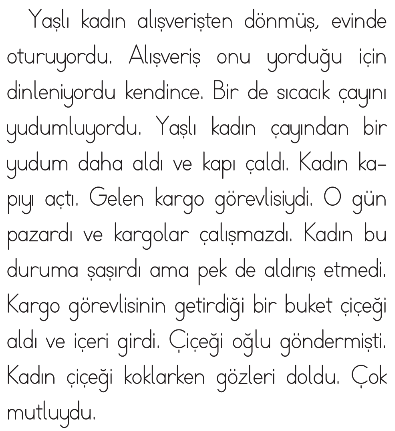 Yaşlı kadın alışverişten dönmüş, evinde
oturuyordu. Alışveriş onu yorduğu için
dinleniyordu kendince. Bir de sıcacık çayını
yudumluyordu. Yaşlı kadın çayından bir
yudum daha aldı ve kapı çaldı. Kadın ka-
pıyı açtı. Gelen kargo görevlisiydi. O gün
pazardı ve kargolar çalışmazdı. Kadın bu
duruma şaşırdı ama pek de aldırış etmedi.
Kargo görevlisinin getirdiği bir buket çiçeği
aldı ve içeri girdi. Çiçeği oğlu göndermişti.
Kadın çiçeği koklarken gözleri doldu. Çok
mutluydu.